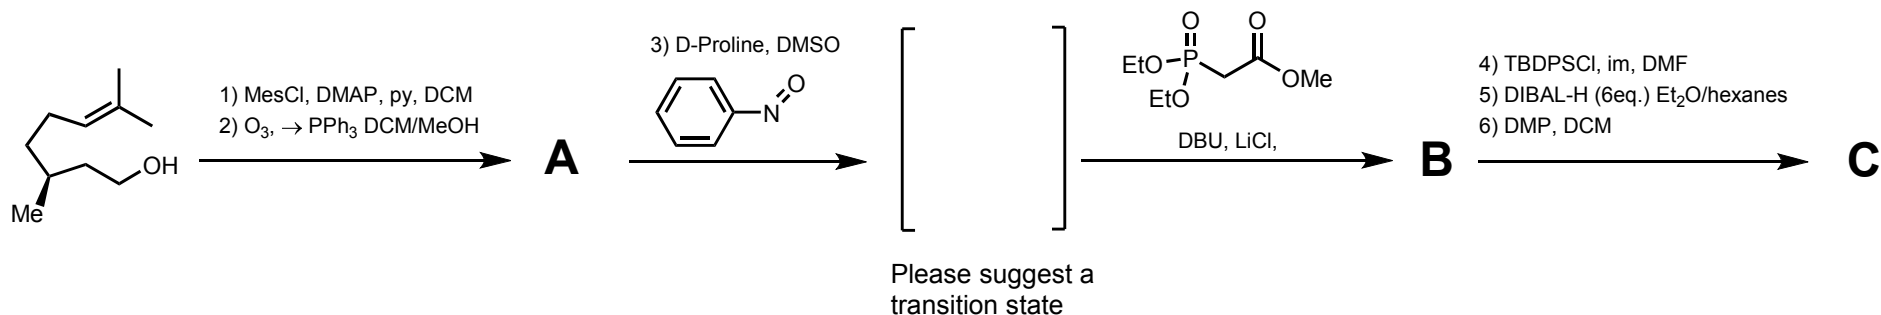 Me
OH
1) MesCl, DMAP, py, DCM
2) O₃, → PPh₃ DCM/MeOH
A
3) D-Proline, DMSO
N
O
Please suggest a
transition state
O
O
EtO
P
OMe
EtO
DBU, LiCl,
B
4) TBDPSCl, im, DMF
5) DIBAL-H (6eq.) Et₂O/hexanes
6) DMP, DCM
C